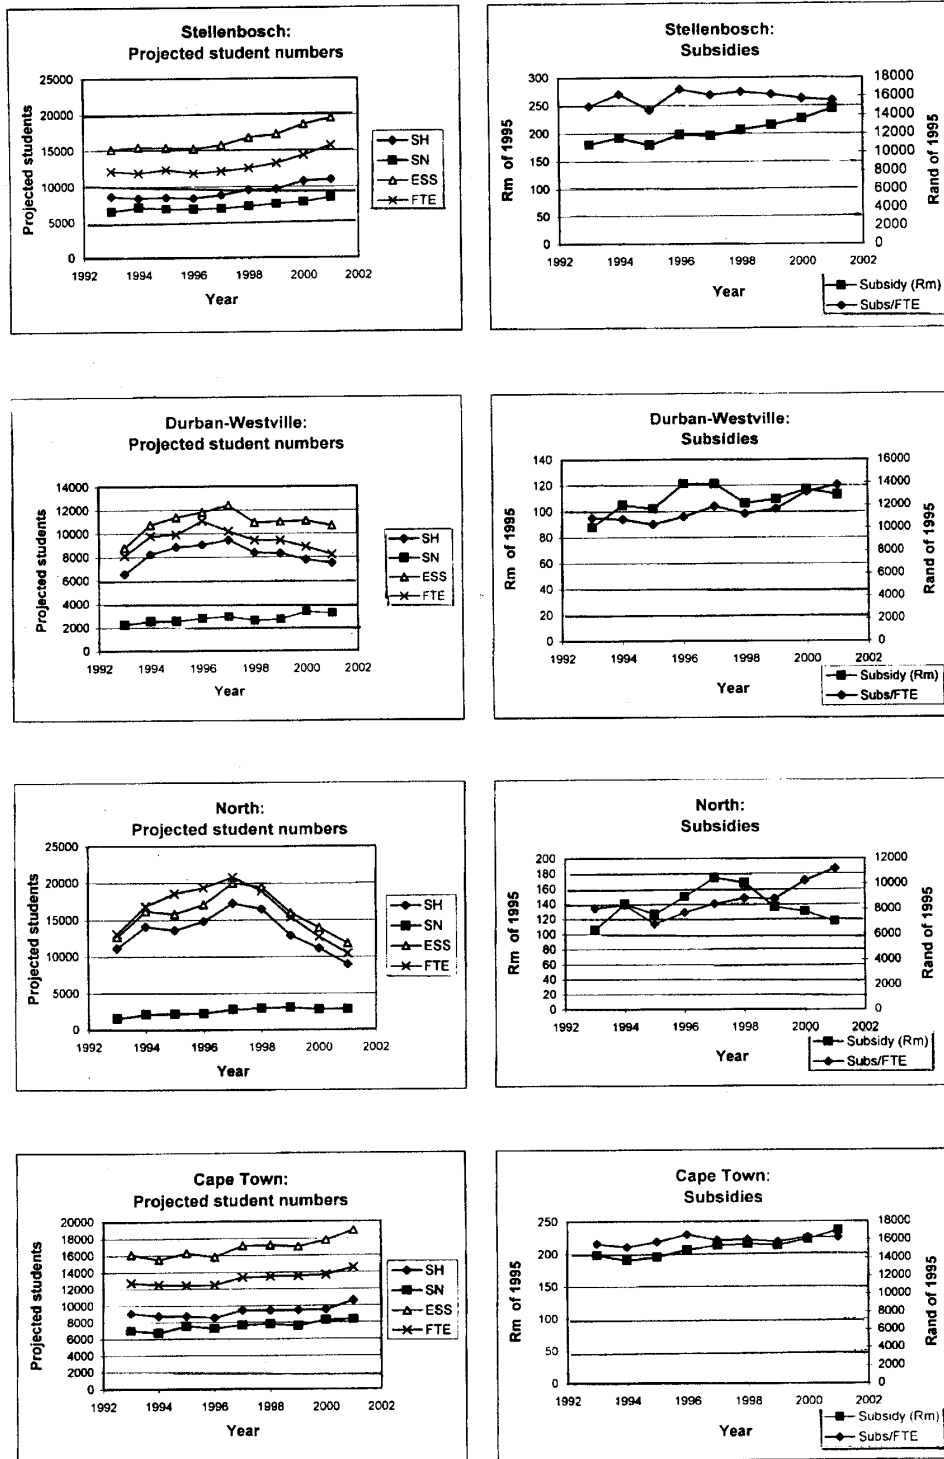 Stellenbosch:
Projected student numbers
Projected students
25000
20000
15000
10000
5000
0
1992 1994 1996 1998 2000 2002
Year
SH
SN
ESS
FTE
Stellenbosch:
Subsidies
Rm of 1995
300
250
200
150
100
50
0
18000
16000
14000
12000
10000
8000
6000
4000
2000
0
Rand of 1995
1992 1994 1996 1998 2000 2002
Year
Subsidy (Rm)
Subs/FTE
Durban-Westville:
Projected student numbers
Projected students
14000
12000
10000
8000
6000
4000
2000
0
1992 1994 1996 1998 2000 2002
Year
SH
SN
ESS
FTE
Durban-Westville:
Subsidies
Rm of 1995
140
120
100
80
60
40
20
0
16000
14000
12000
10000
8000
6000
4000
2000
0
Rand of 1995
1992 1994 1996 1998 2000 2002
Year
Subsidy (Rm)
Subs/FTE
North:
Projected student numbers
Projected students
25000
20000
15000
10000
5000
0
1992 1994 1996 1998 2000 2002
Year
SH
SN
ESS
FTE
North:
Subsidies
Rm of 1995
200
180
160
140
120
100
80
60
40
20
0
12000
10000
8000
6000
4000
2000
0
Rand of 1995
1992 1994 1996 1998 2000 2002
Year
Subsidy (Rm)
Subs/FTE
Cape Town:
Projected student numbers
Projected students
20000
18000
16000
14000
12000
10000
8000
6000
4000
2000
0
1992 1994 1996 1998 2000 2002
Year
SH
SN
ESS
FTE
Cape Town:
Subsidies
Rm of 1995
250
200
150
100
50
0
18000
16000
14000
12000
10000
8000
6000
4000
2000
0
Rand of 1995
1992 1994 1996 1998 2000 2002
Year
Subsidy (Rm)
Subs/FTE